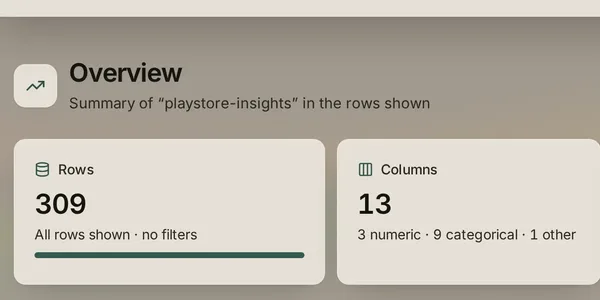 Overview
Summary of “playstore-insights” in the rows shown
Rows
309
All rows shown · no filters
Columns
13
3 numeric · 9 categorical · 1 other